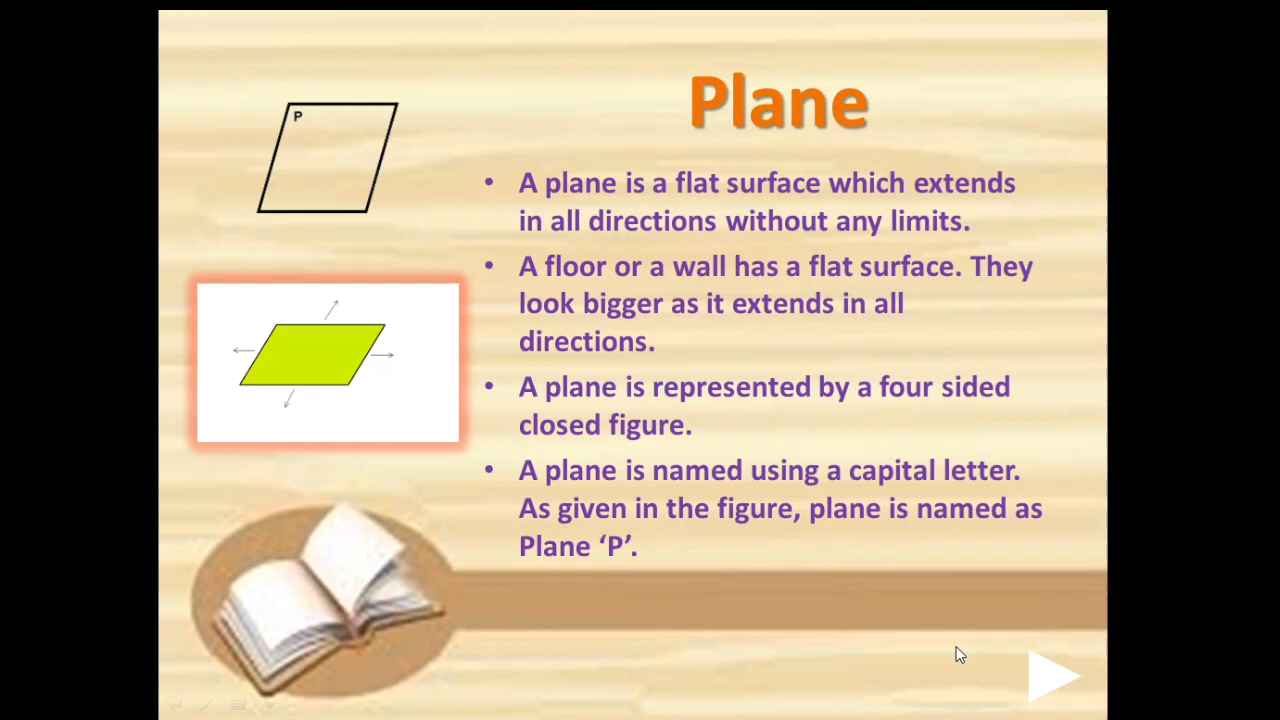 P
Plane
• A plane is a flat surface which extends
in all directions without any limits.
• A floor or a wall has a flat surface. They
look bigger as it extends in all
directions.
• A plane is represented by a four sided
closed figure.
• A plane is named using a capital letter.
As given in the figure, plane is named as
Plane ‘P’.